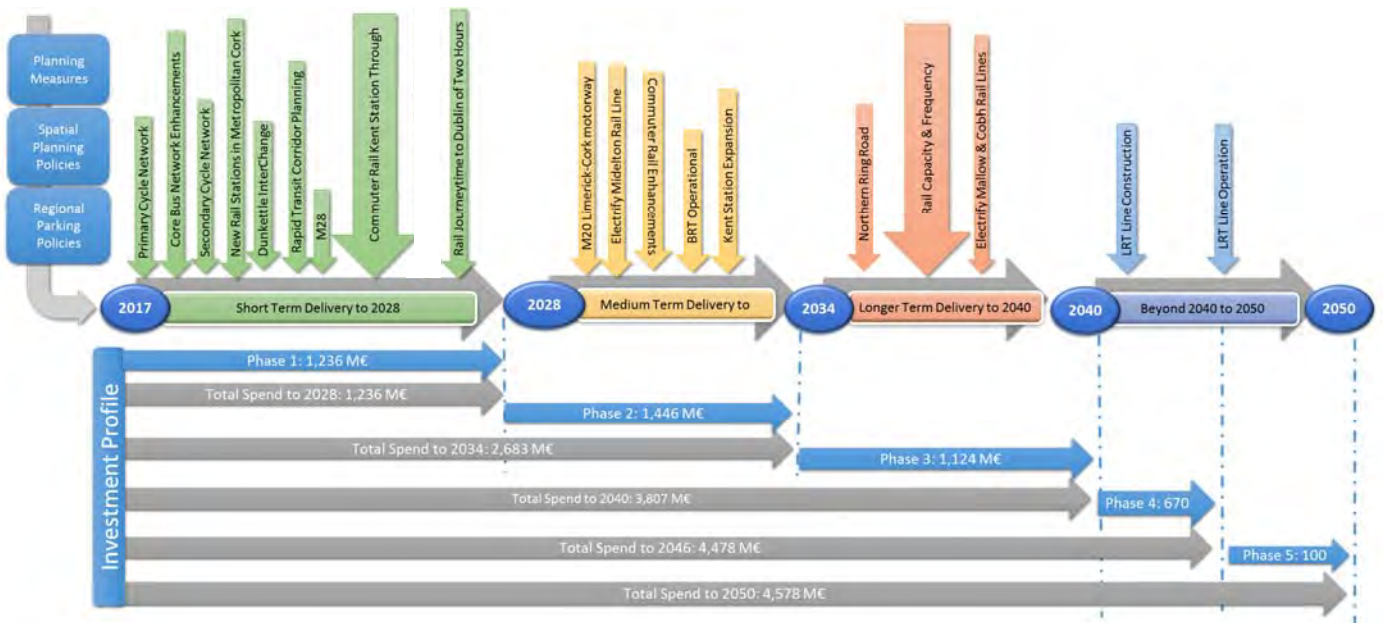 Planning
Measures
Spatial
Planning
Policies
Regional
Parking
Policies
Primary Cycle Network
Core Bus Network Enhancements
Secondary Cycle Network
New Rail Stations in Metropolitan Cork
Dunkettle InterChange
Rapid Transit Corridor Planning
M28
Commuter Rail Kent Station Through
Rail Journeytime to Dublin of Two Hours
M20 Limerick-Cork motorway
Electrify Midelton Rail Line
Commuter Rail Enhancements
BRT Operational
Kent Station Expansion
Northern Ring Road
Rail Capacity & Frequency
Electrify Mallow & Cobh Rail Lines
LRT Line Construction
LRT Line Operation
2017
Short Term Delivery to 2028
2028
Medium Term Delivery to
2034
Longer Term Delivery to 2040
2040
Beyond 2040 to 2050
2050
Investment Profile
Phase 1: 1,236 M€
Total Spend to 2028: 1,236 M€
Phase 2: 1,446 M€
Total Spend to 2034: 2,683 M€
Phase 3: 1,124 M€
Total Spend to 2040: 3,807 M€
Phase 4: 670
Total Spend to 2046: 4,478 M€
Phase 5: 100
Total Spend to 2050: 4,578 M€